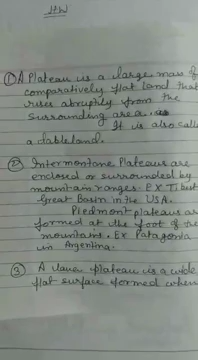 HW
① A Plateau is a large mass of
comparatively flat land that
rises abruptly from the
surrounding area.
It is also call
a tableland.
② Intermontane Plateaus are
enclosed or surrounded by
mountain ranges. EX Tibet
Great Basin in the USA.
Piedmont plateaus ar
formed at the foot of the
mountains. Ex Patagonia
in Argentina.
③ A lava plateau is a wide
flat surface formed when